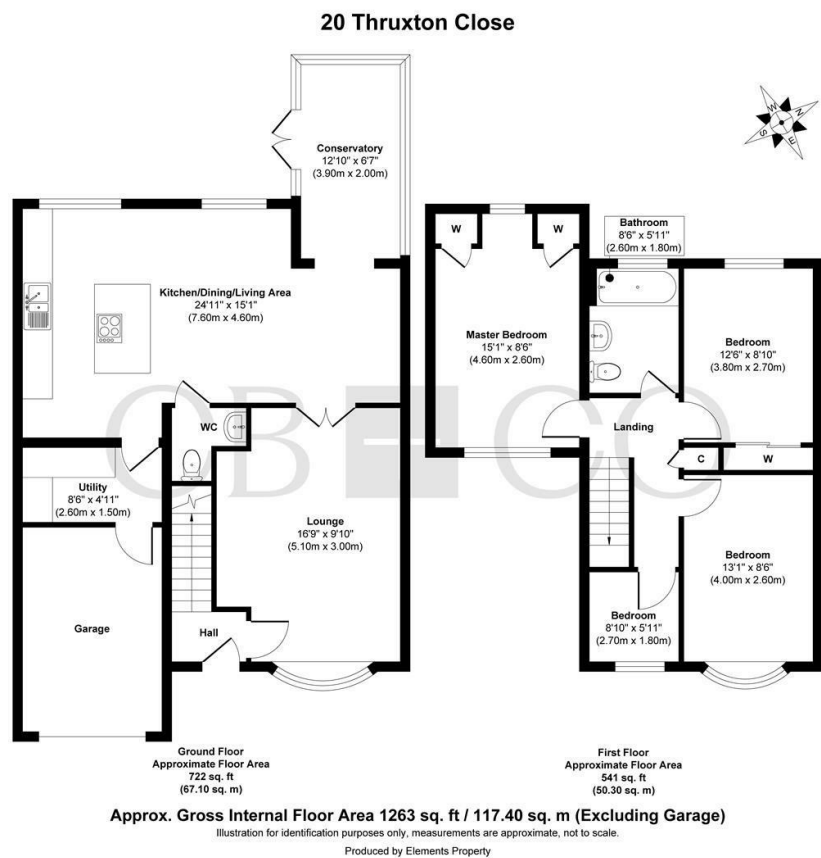 20 Thruxton Close
Conservatory
12'10" x 6'7"
(3.90m x 2.00m)
Kitchen/Dining/Living Area
24'11" x 15'1"
(7.60m x 4.60m)
WC
Utility
8'6" x 4'11"
(2.60m x 1.50m)
Lounge
16'9" x 9'10"
(5.10m x 3.00m)
Garage
Hall
Ground Floor
Approximate Floor Area
722 sq. ft
(67.10 sq. m)
W
N
S
E
W
W
Bathroom
8'6" x 5'11"
(2.60m x 1.80m)
Master Bedroom
15'1" x 8'6"
(4.60m x 2.60m)
Bedroom
12'6" x 8'10"
(3.80m x 2.70m)
Landing
C
W
Bedroom
13'1" x 8'6"
(4.00m x 2.60m)
Bedroom
8'10" x 5'11"
(2.70m x 1.80m)
First Floor
Approximate Floor Area
541 sq. ft
(50.30 sq. m)
CB CO
Approx. Gross Internal Floor Area 1263 sq. ft / 117.40 sq. m (Excluding Garage)
Illustration for identification purposes only, measurements are approximate, not to scale.
Produced by Elements Property